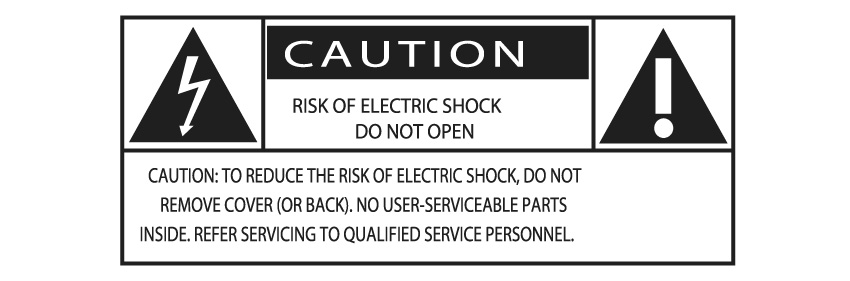 CAUTION
RISK OF ELECTRIC SHOCK
DO NOT OPEN
CAUTION: TO REDUCE THE RISK OF ELECTRIC SHOCK, DO NOT
REMOVE COVER (OR BACK). NO USER-SERVICEABLE PARTS
INSIDE. REFER SERVICING TO QUALIFIED SERVICE PERSONNEL.